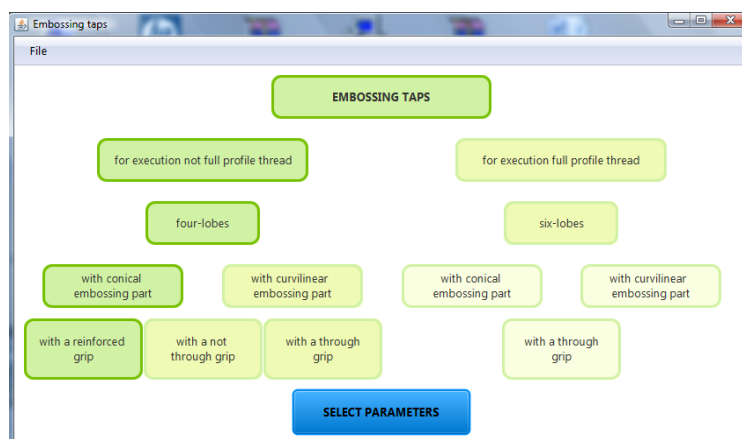 Embossing taps
File
EMBOSSING TAPS
for execution not full profile thread
for execution full profile thread
four-lobes
six-lobes
with conical
embossing part
with curvilinear
embossing part
with conical
embossing part
with curvilinear
embossing part
with a reinforced
grip
with a not
through grip
with a through
grip
with a through
grip
SELECT PARAMETERS